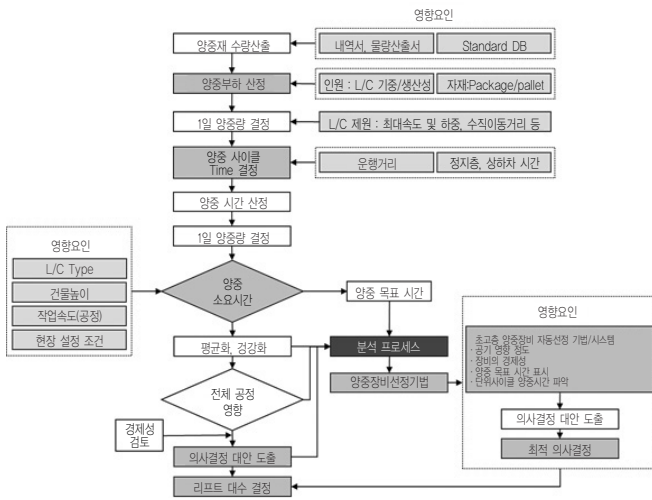 영향요인
양중재 수량산출
내역서, 물량산출서
Standard DB
양중부하 산정
인원 : L/C 기중/생산성
자재:Package/pallet
1일 양중량 결정
L/C 제원 : 최대속도 및 하중, 수직이동거리 등
양중 사이클
Time 결정
운행거리
정지층, 상하차 시간
양중 시간 산정
1일 양중량 결정
영향요인
L/C Type
건물높이
작업속도(공정)
현장 설정 조건
양중
소요시간
양중 목표 시간
평균화, 겅강화
분석 프로세스
양중장비선정기법
전체 공정
영향
경제성
검토
의사결정 대안 도출
리프트 대수 결정
영향요인
초고층 양중장비 자동선정 기법/시스템
· 공기 영향 정도
· 장비의 경제성
· 양중 목표 시간 표시
· 단위사이클 양중시간 파악
의사결정 대안 도출
최적 의사결정